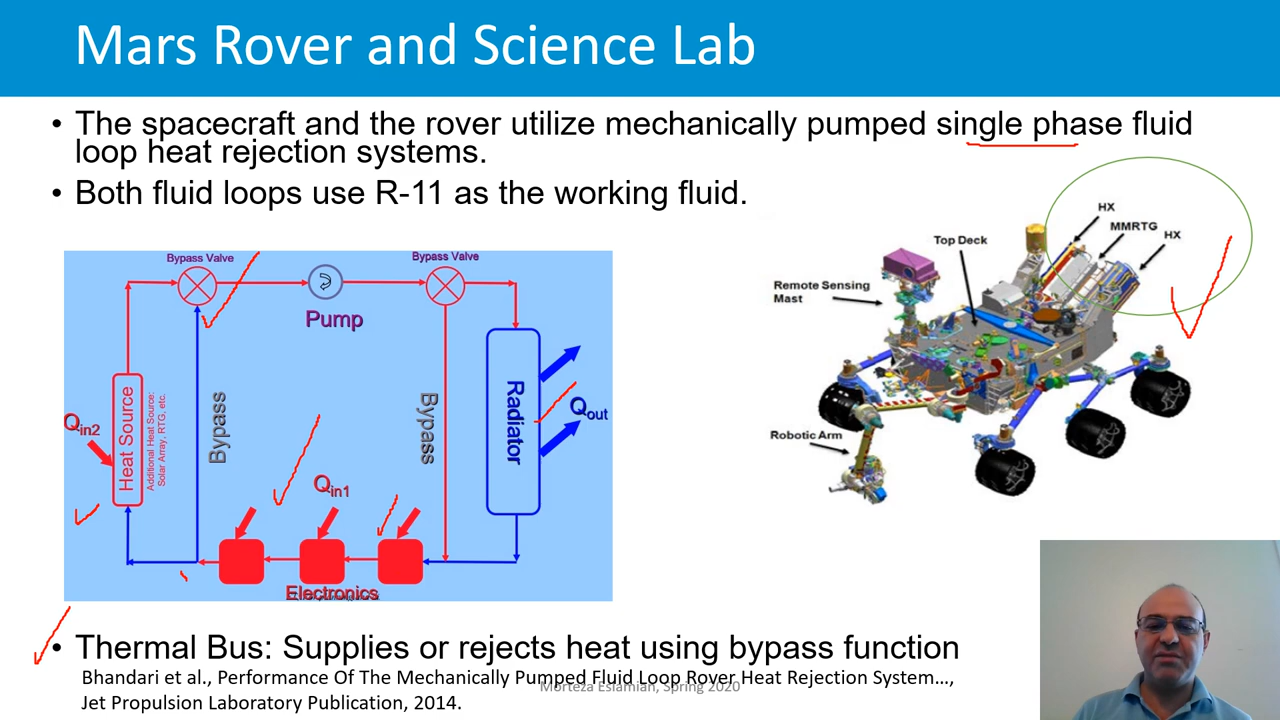 Mars Rover and Science Lab
• The spacecraft and the rover utilize mechanically pumped single phase fluid
loop heat rejection systems.
• Both fluid loops use R-11 as the working fluid.
Bypass Valve
Bypass Valve
Pump
Qin2
Heat Source
Additional Heat Source:
Solar Array, RTG, etc.
Bypass
Bypass
Radiator
Qout
Qin1
Electronics
HX
MMRTG
HX
Top Deck
Remote Sensing
Mast
Robotic Arm
• Thermal Bus: Supplies or rejects heat using bypass function
Bhandari et al., Performance Of The Mechanically Pumped Fluid Loop Rover Heat Rejection System…,
Morteza Eslamian, Spring 2020
Jet Propulsion Laboratory Publication, 2014.